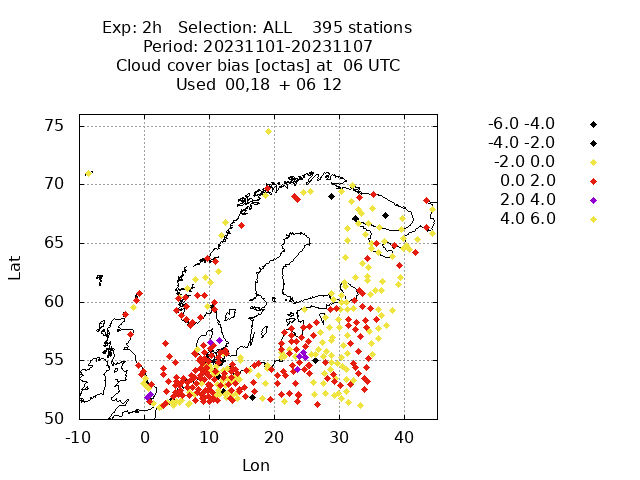 Exp: 2h   Selection: ALL    395 stations
Period: 20231101-20231107
Cloud cover bias [octas] at  06 UTC
Used  00,18  + 06 12
-6.0 -4.0
-4.0 -2.0
-2.0 0.0
0.0 2.0
2.0 4.0
4.0 6.0
75
70
65
60
55
50
Lat
-10 0 10 20 30 40
Lon